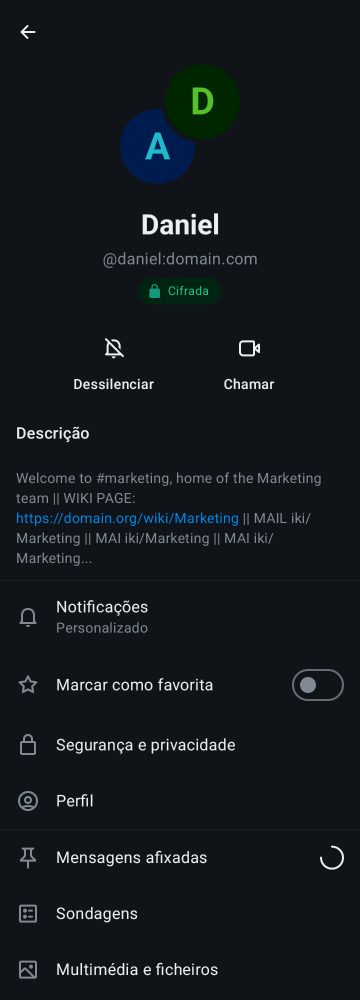 D
A
Daniel
@daniel:domain.com
Cifrada
Dessilenciar
Chamar
Descrição
Welcome to #marketing, home of the Marketing
team || WIKI PAGE:
https://domain.org/wiki/Marketing || MAIL iki/
Marketing || MAI iki/Marketing || MAI iki/
Marketing...
Notificações
Personalizado
Marcar como favorita
Segurança e privacidade
Perfil
Mensagens afixadas
Sondagens
Multimédia e ficheiros